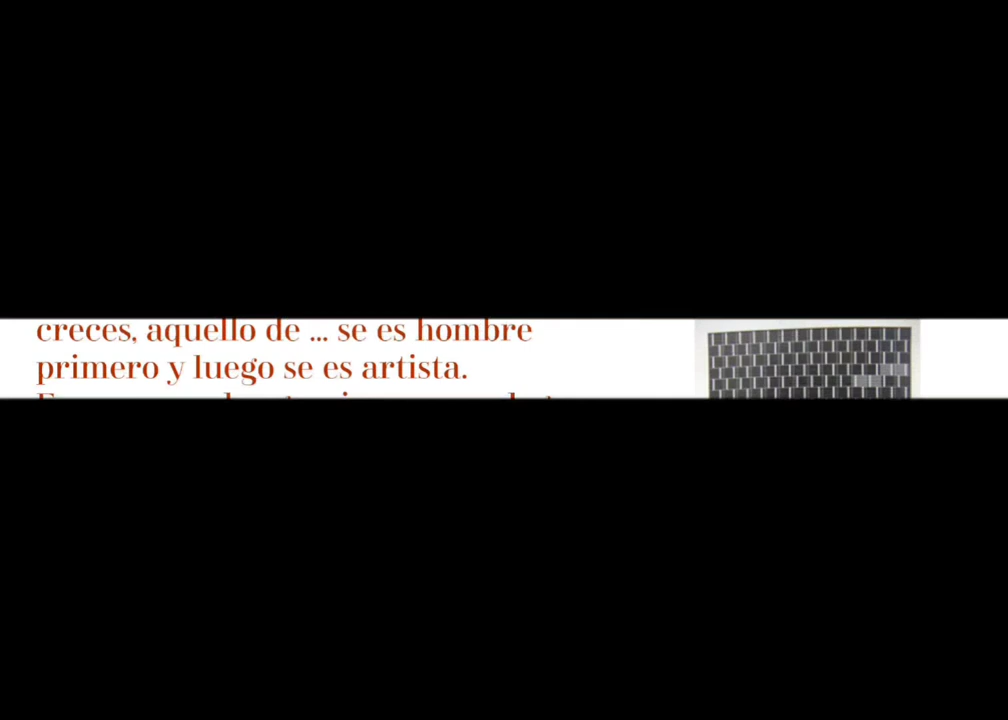 creces, aquello de ... se es hombre
primero y luego se es artista.